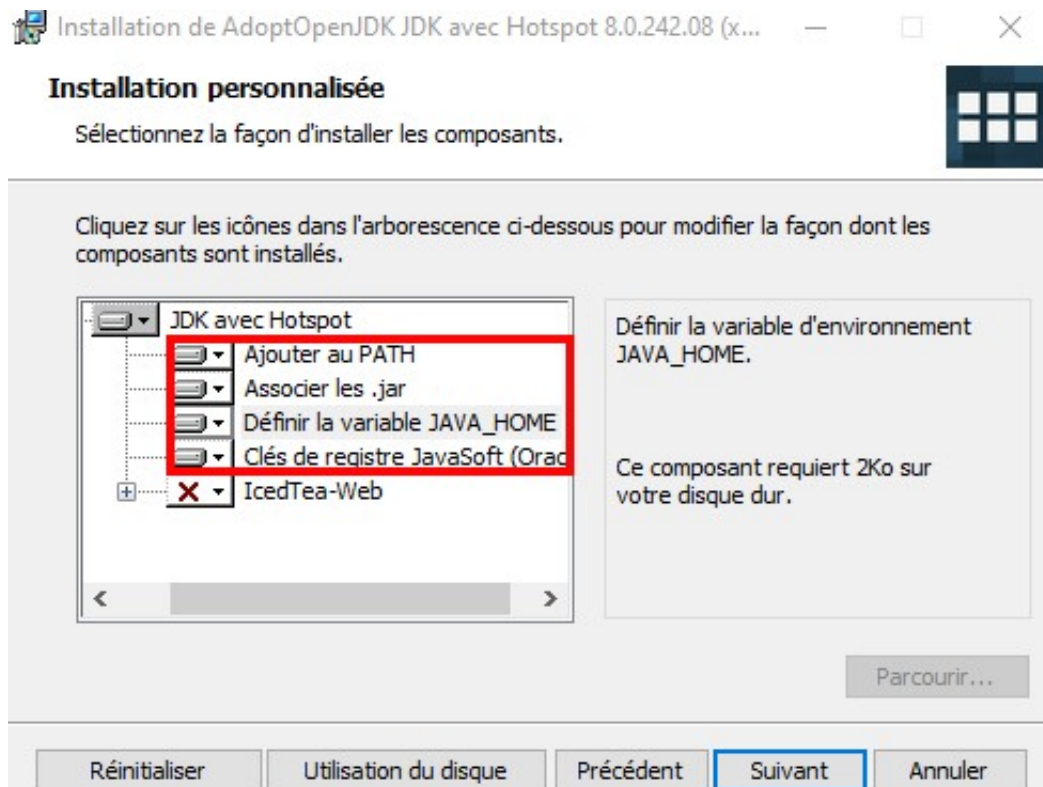 Installation de AdoptOpenJDK JDK avec Hotspot 8.0.242.08 (x...
Installation personnalisée
Sélectionnez la façon d'installer les composants.
Cliquez sur les icônes dans l'arborescence ci-dessous pour modifier la façon dont les
composants sont installés.
JDK avec Hotspot
Ajouter au PATH
Associer les .jar
Définir la variable JAVA_HOME
Clés de registre JavaSoft (Orac
IcedTea-Web
Définir la variable d'environnement
JAVA_HOME.
Ce composant requiert 2Ko sur
votre disque dur.
Parcourir...
Réinitialiser
Utilisation du disque
Précédent
Suivant
Annuler